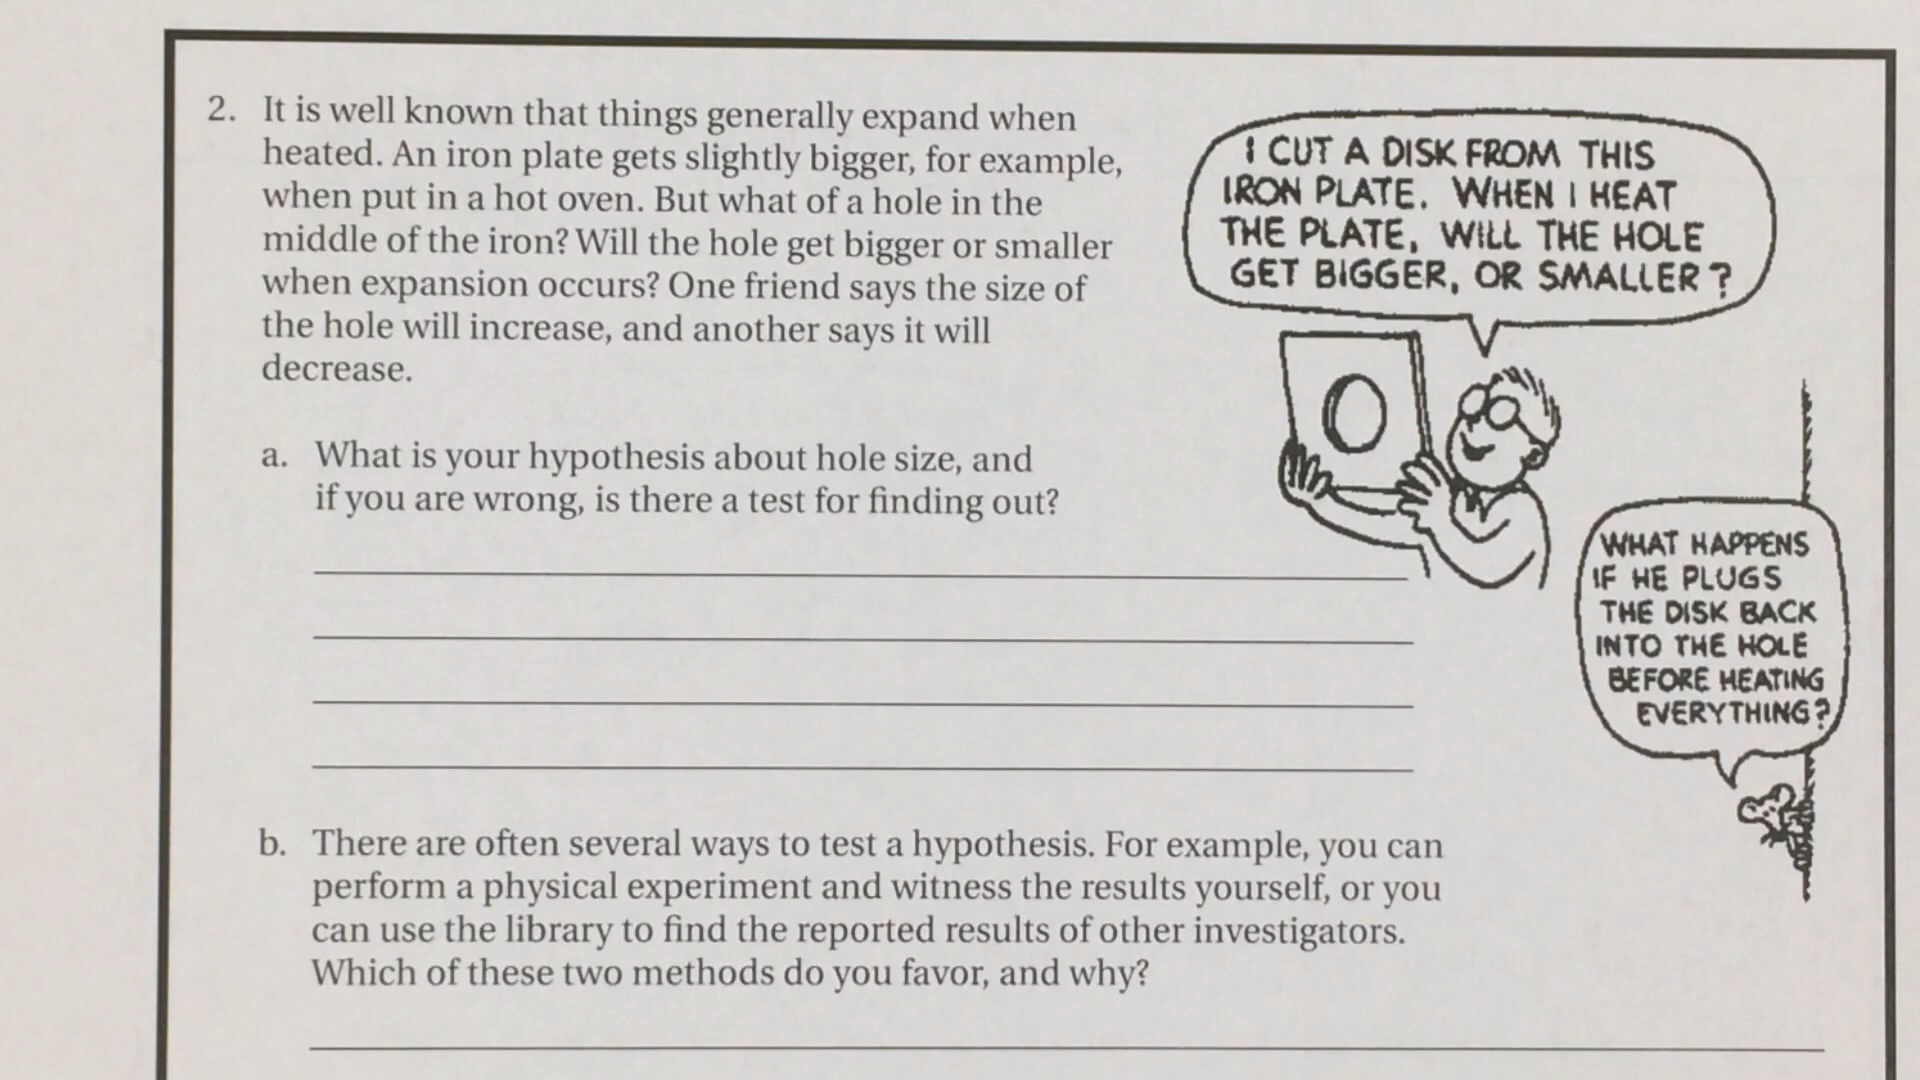 2. It is well known that things generally expand when
heated. An iron plate gets slightly bigger, for example,
when put in a hot oven. But what of a hole in the
middle of the iron? Will the hole get bigger or smaller
when expansion occurs? One friend says the size of
the hole will increase, and another says it will
decrease.
I CUT A DISK FROM THIS
IRON PLATE. WHEN I HEAT
THE PLATE, WILL THE HOLE
GET BIGGER, OR SMALLER?
a. What is your hypothesis about hole size, and
if you are wrong, is there a test for finding out?
WHAT HAPPENS
IF HE PLUGS
THE DISK BACK
INTO THE HOLE
BEFORE HEATING
EVERYTHING?
b. There are often several ways to test a hypothesis. For example, you can
perform a physical experiment and witness the results yourself, or you
can use the library to find the reported results of other investigators.
Which of these two methods do you favor, and why?